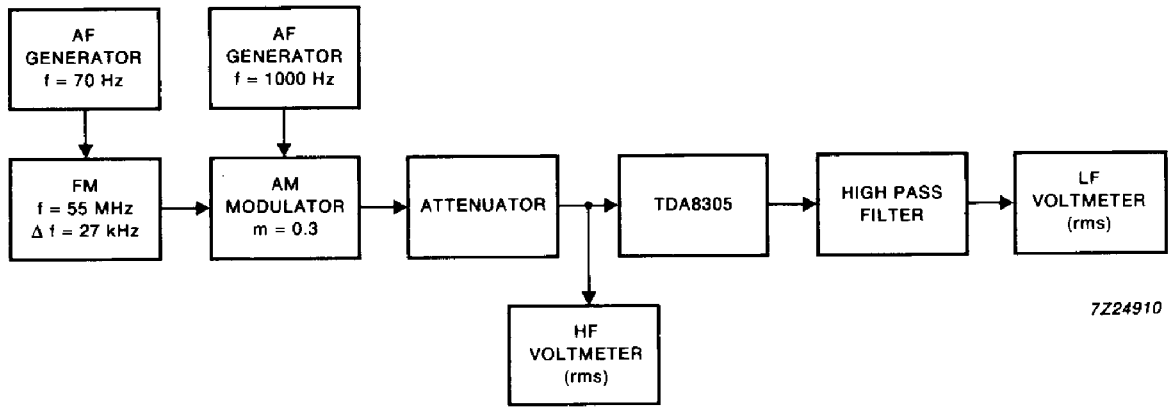 AF
GENERATOR
f = 70 Hz
AF
GENERATOR
f = 1000 Hz
FM
f = 55 MHz
Δ f = 27 kHz
AM
MODULATOR
m = 0.3
ATTENUATOR
TDA8305
HIGH PASS
FILTER
LF
VOLTMETER
(rms)
HF
VOLTMETER
(rms)
7Z24910